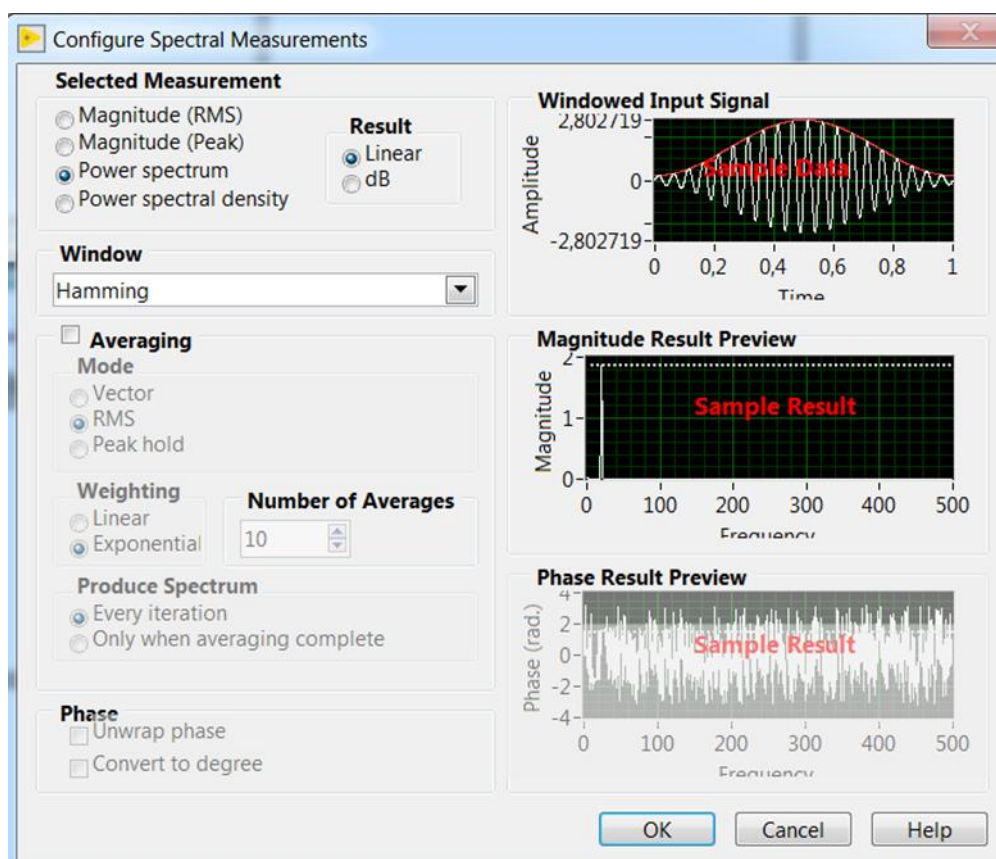 Configure Spectral Measurements
Selected Measurement
Magnitude (RMS)
Magnitude (Peak)
Power spectrum
Power spectral density
Result
Linear
dB
Window
Hamming
Averaging
Mode
Vector
RMS
Peak hold
Weighting
Linear
Exponential
Number of Averages
10
Produce Spectrum
Every iteration
Only when averaging complete
Phase
Unwrap phase
Convert to degree
Windowed Input Signal
Amplitude
2,802719
0
-2,802719
Sample Data
0 0,2 0,4 0,6 0,8 1
Time
Magnitude Result Preview
Magnitude
2
1
0
Sample Result
0 100 200 300 400 500
Frequency
Phase Result Preview
Phase (rad.)
4
2
0
-2
-4
Sample Result
0 100 200 300 400 500
Frequency
OK Cancel Help